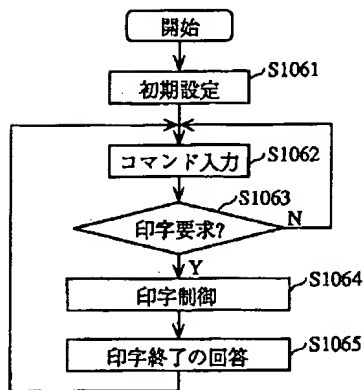 開始
初期設定
S1061
コマンド入力
S1062
印字要求?
S1063
N
Y
印字制御
S1064
印字終了の回答
S1065